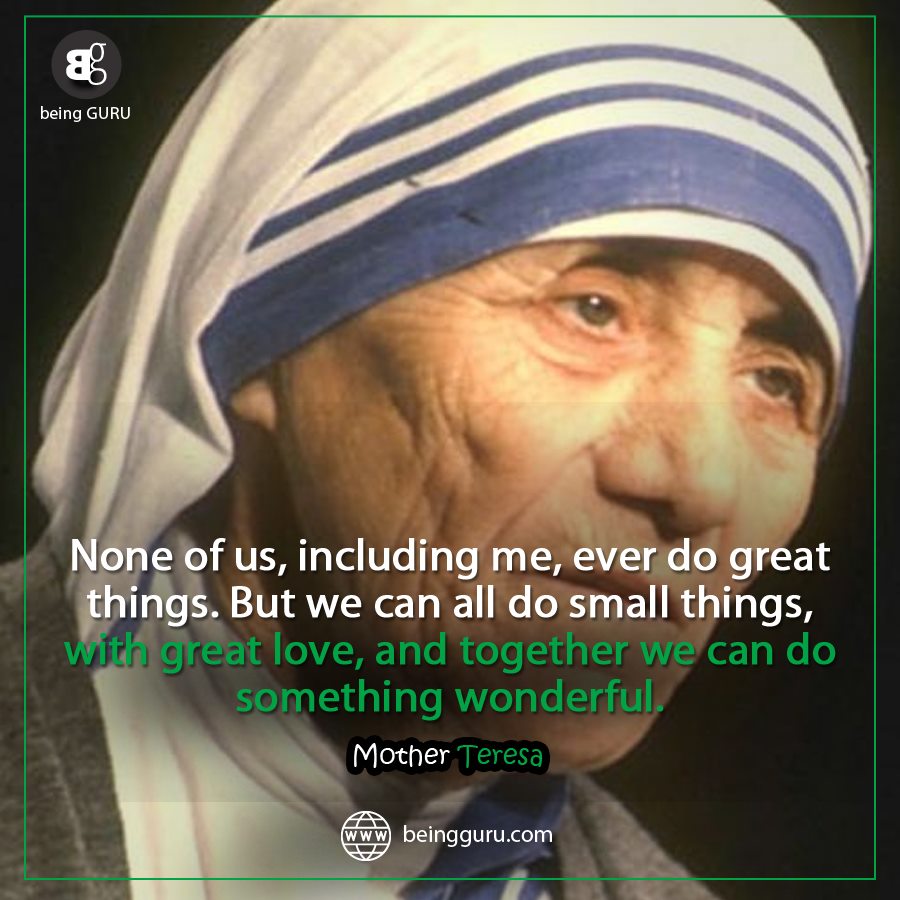 Bg
g
being GURU
None of us, including me, ever do great
things. But we can all do small things,
with great love, and together we can do
something wonderful.
Mother Teresa
www beingguru.com